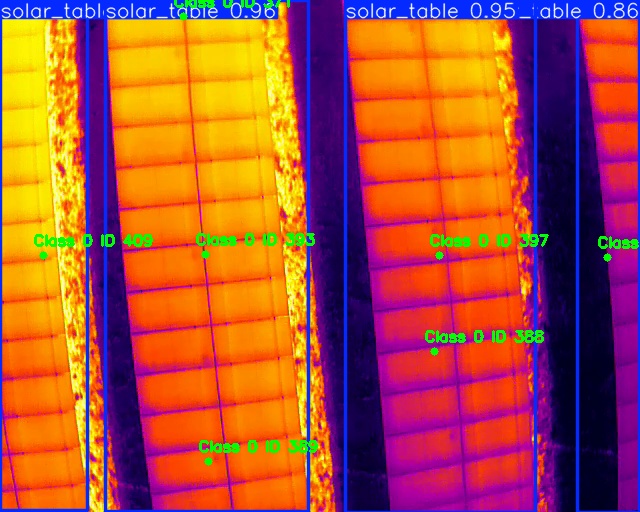 solar_tabl
solar_table 0.96
solar_table 0.95
able 0.86
Class 0 ID 409
Class 0 ID 393
Class 0 ID 397
Class
Class 0 ID 388
Class 0 ID 389